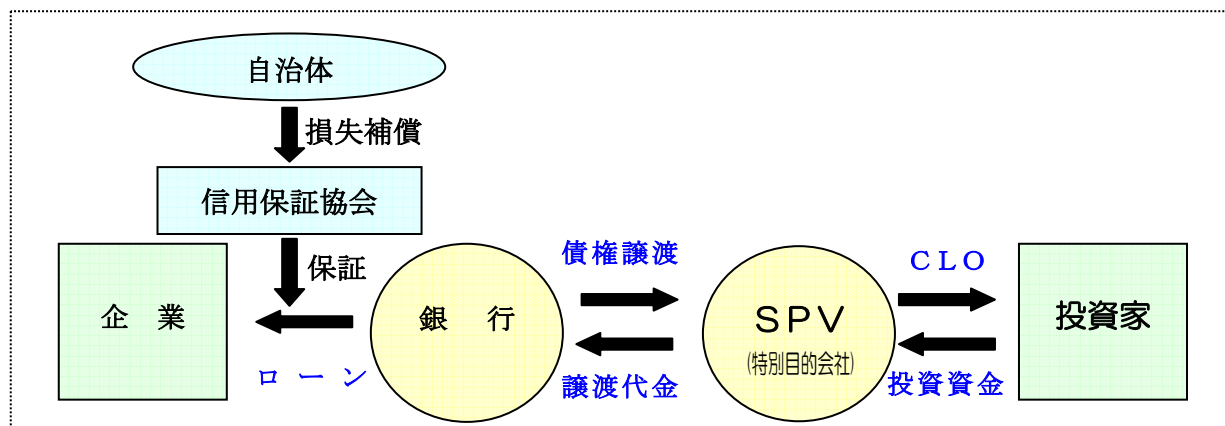 自治体
損失補償
信用保証協会
保証
企　業
ローン
銀　行
債権譲渡
譲渡代金
ＳＰＶ
(特別目的会社)
ＣＬＯ
投資資金
投資家